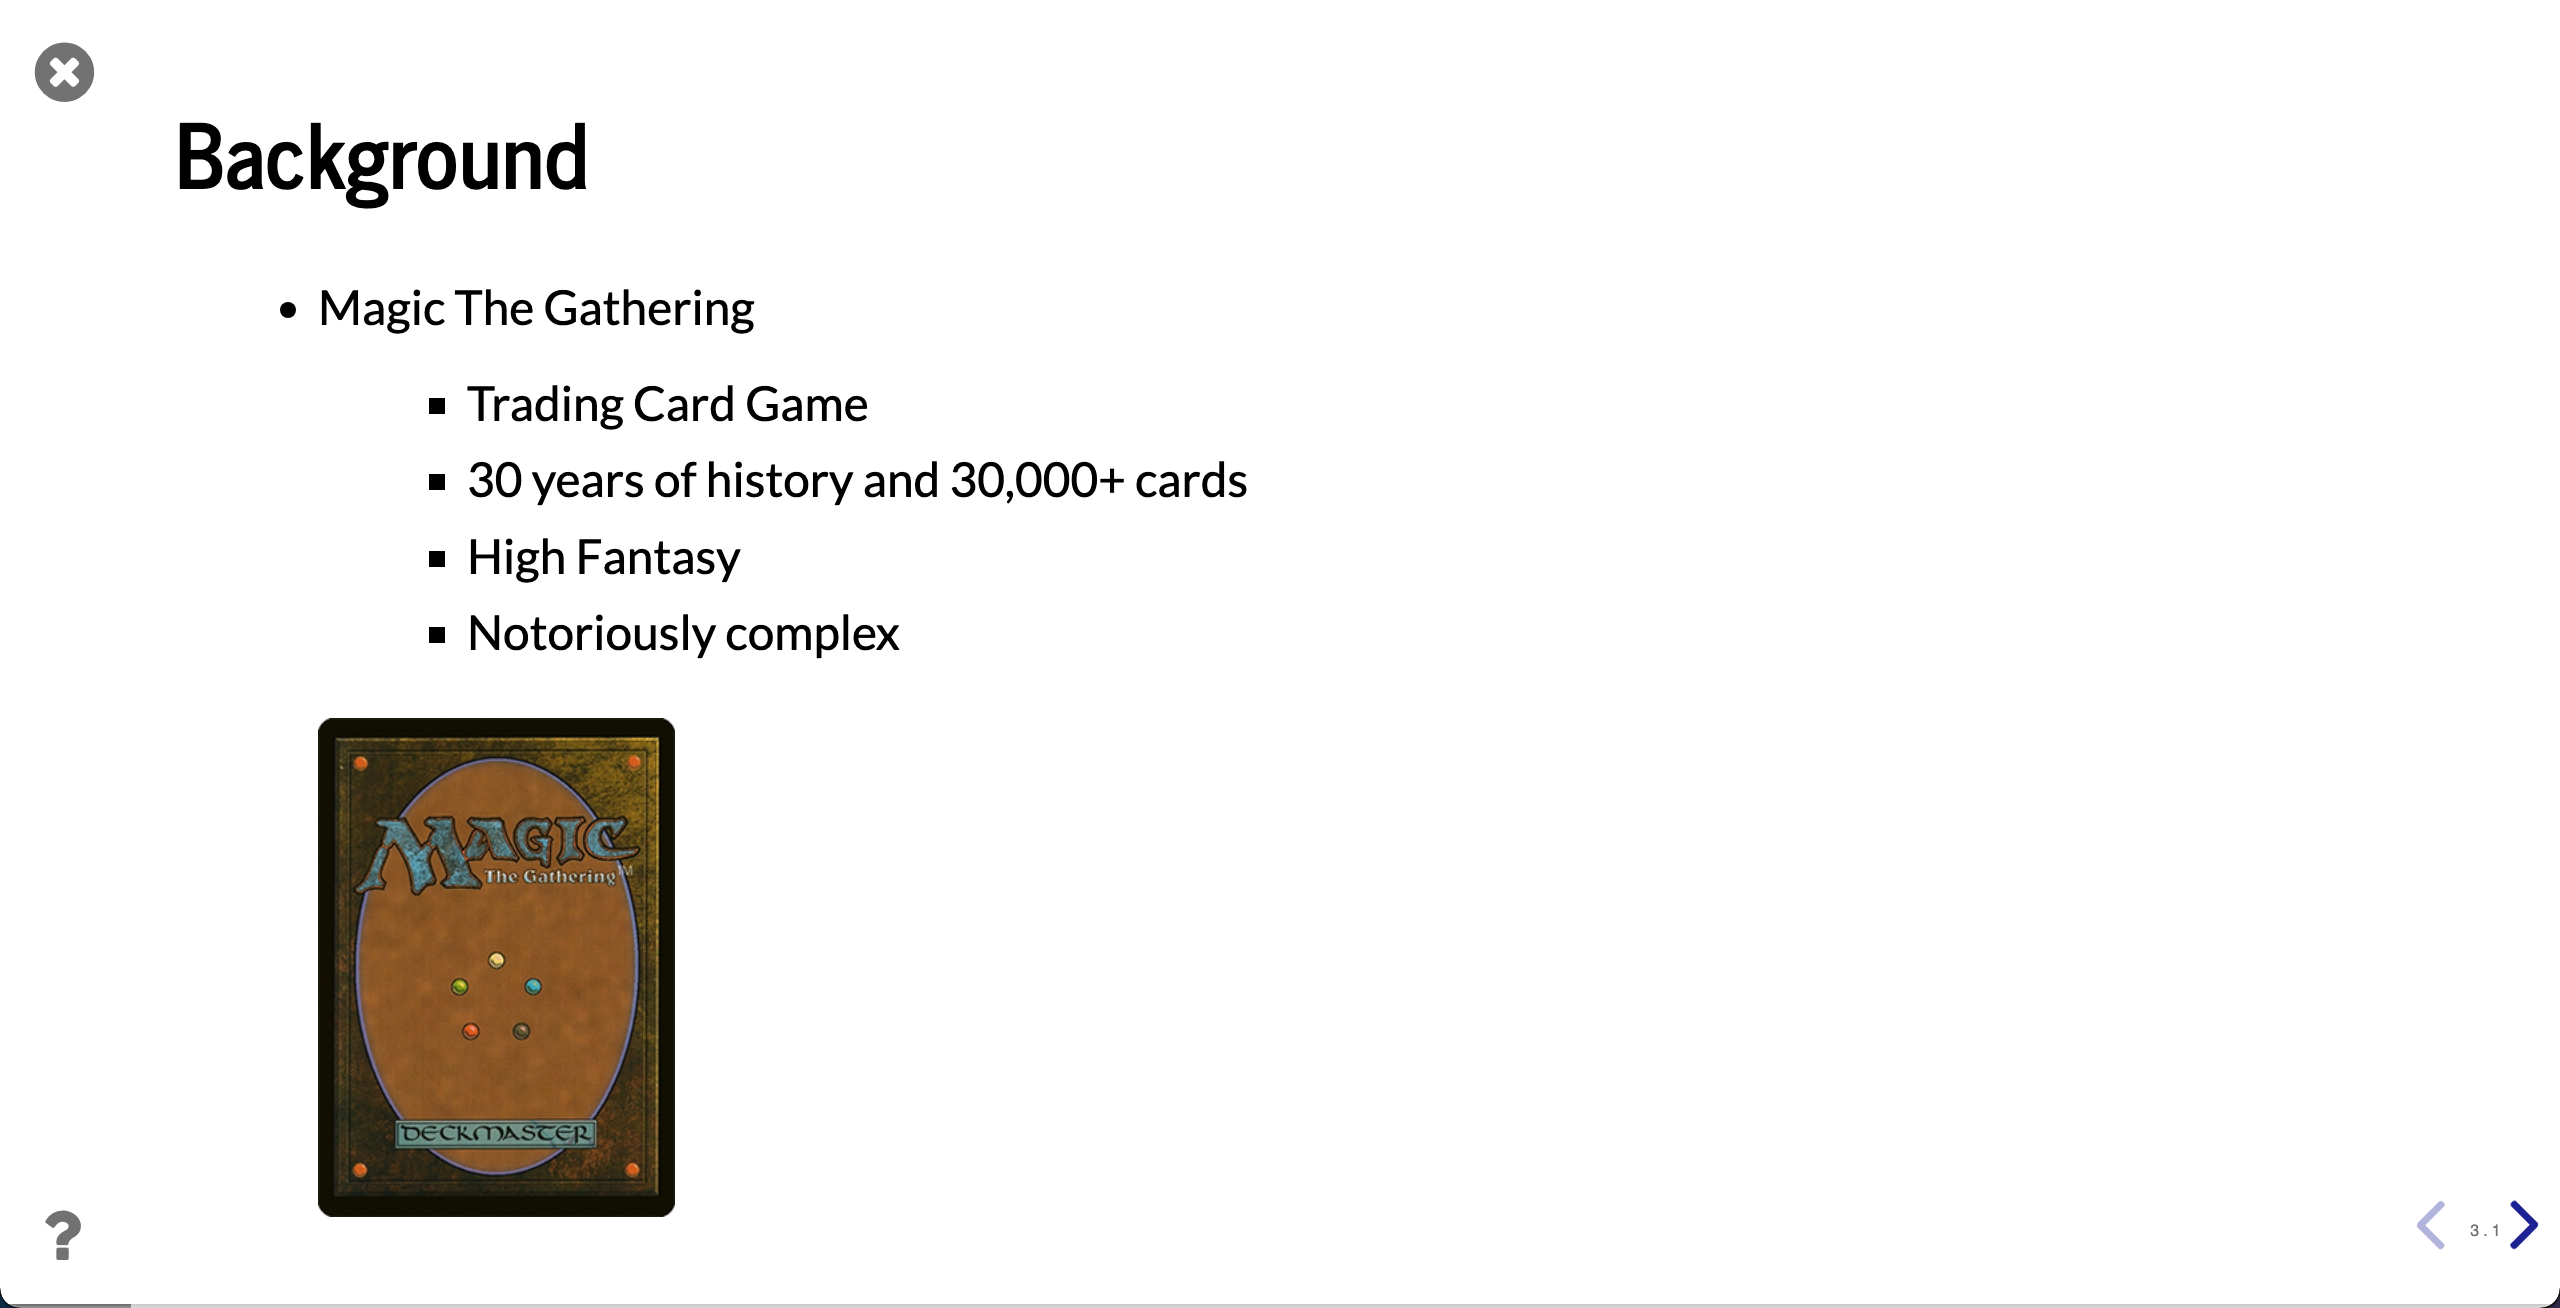 Background
Magic The Gathering
Trading Card Game
30 years of history and 30,000+ cards
High Fantasy
Notoriously complex
MAGIC
The Gathering™
DECKMASTER
?
3 . 1